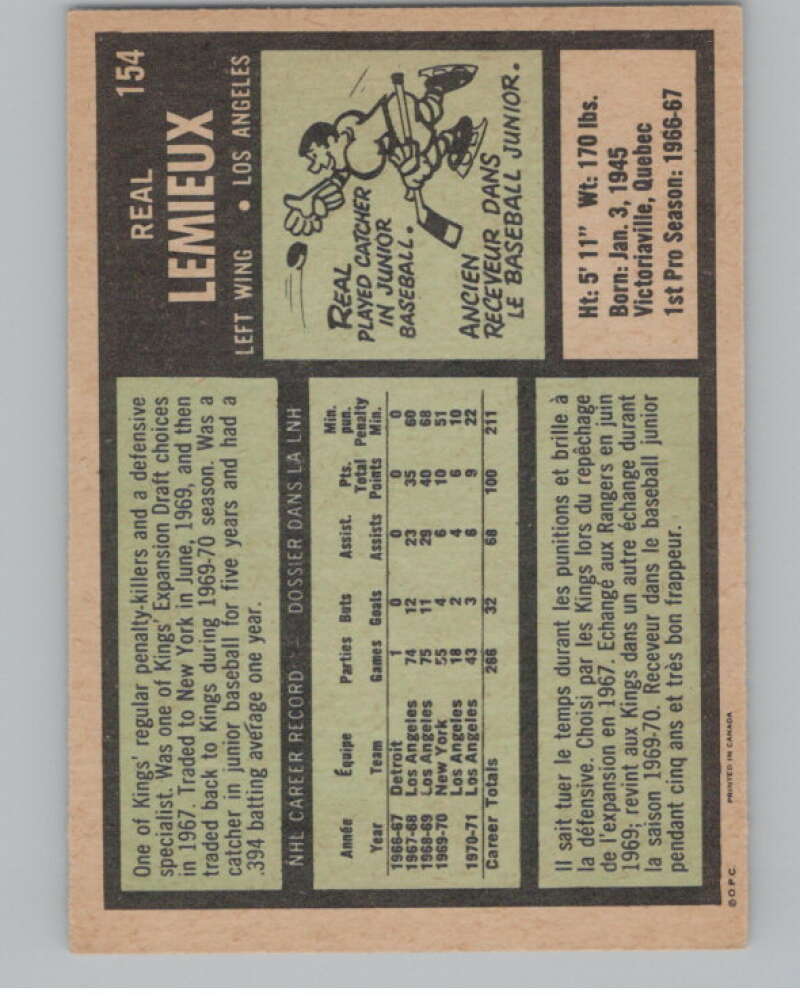 REAL
154
LEMIEUX
LEFT WING • LOS ANGELES
One of Kings' regular penalty-killers and a defensive
specialist. Was one of Kings' Expansion Draft choices
in 1967. Traded to New York in June, 1969, and then
traded back to Kings during 1969-70 season. Was a
catcher in junior baseball for five years and had a
.394 batting average one year.
REAL
PLAYED CATCHER
IN JUNIOR
BASEBALL.
ANCIEN
RECEVEUR DANS
LE BASEBALL JUNIOR.
NHL CAREER RECORD — DOSSIER DANS LA LNH
Année Équipe Parties Buts Assist. Pts. Total Min. pun.
Year Team Games Goals Assists Points Penalty Min.
1966-67 Detroit 1 0 0 0 0
1967-68 Los Angeles 74 12 23 35 60
1968-69 Los Angeles 75 11 29 40 68
1969-70 New York 55 4 6 10 51
Los Angeles 18 2 4 6 10
1970-71 Los Angeles 43 3 6 9 22
Career Totals 266 32 68 100 211
Ht: 5' 11" Wt: 170 lbs.
Born: Jan. 3, 1945
Victoriaville, Quebec
1st Pro Season: 1966-67
Il sait tuer le temps durant les punitions et brille à
la défensive. Choisi par les Kings lors du repêchage
de l'expansion en 1967. Echangé aux Rangers en juin
1969; revint aux Kings dans un autre échange durant
la saison 1969-70. Receveur dans le baseball junior
pendant cinq ans et très bon frappeur.
© O.P.C. PRINTED IN CANADA